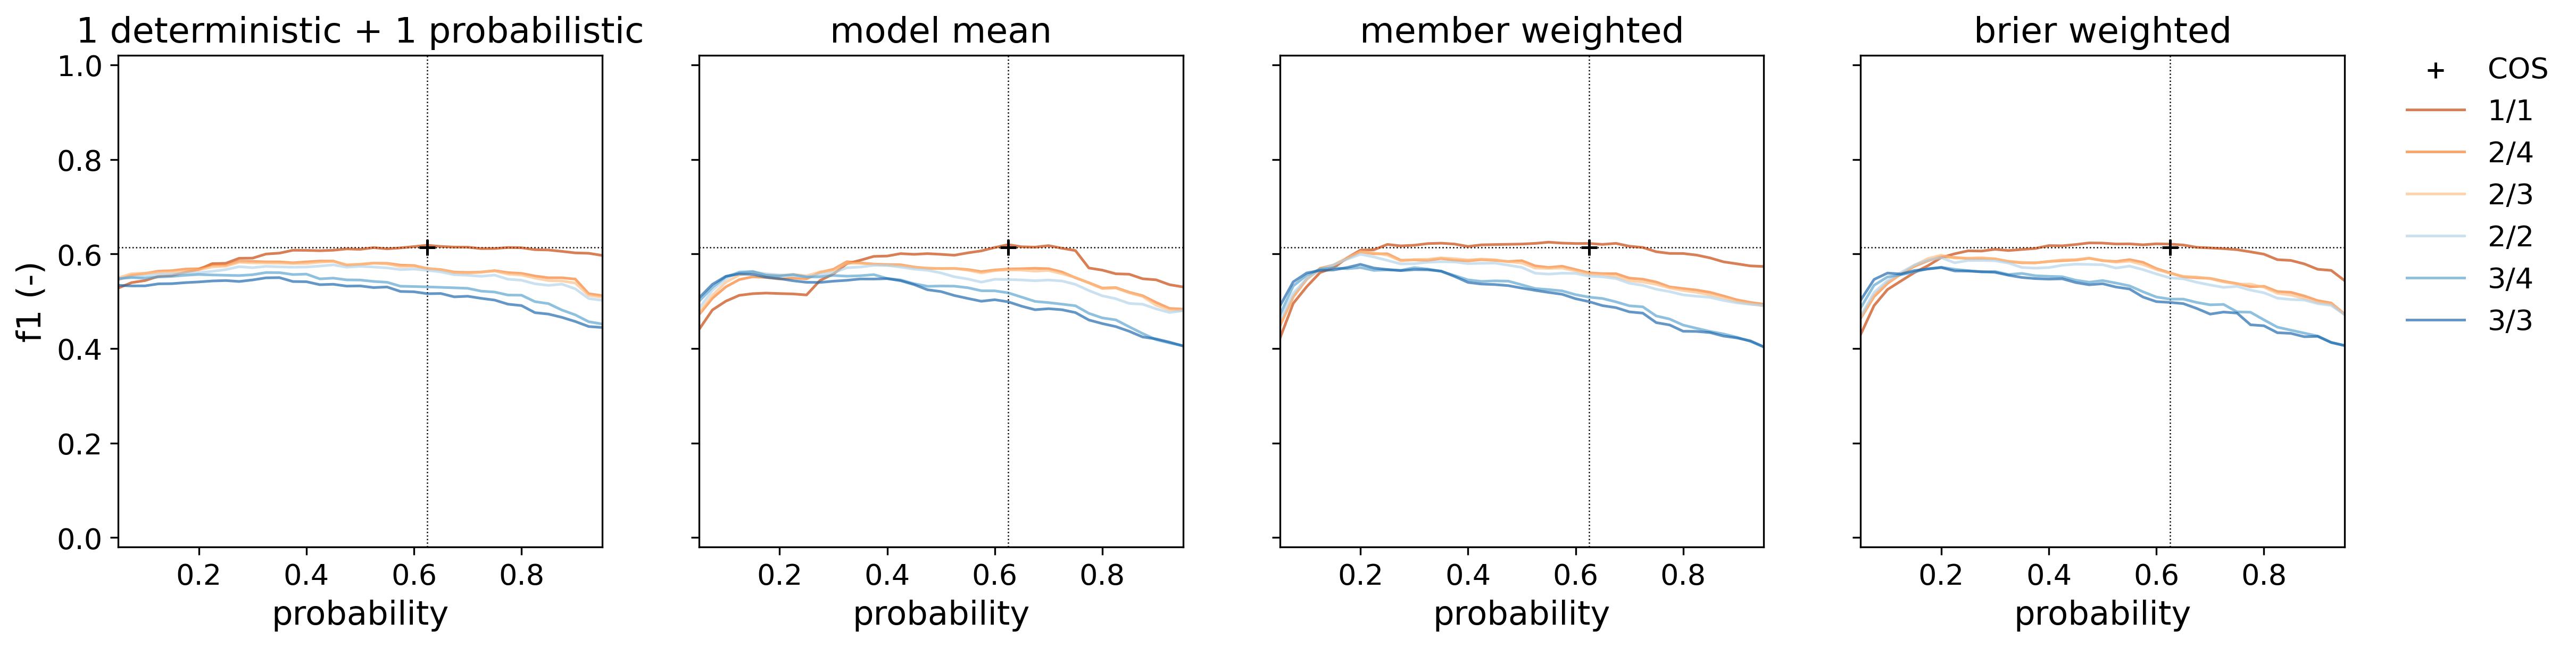 1 deterministic + 1 probabilistic
model mean
member weighted
brier weighted
f1 (-)
1.0
0.8
0.6
0.4
0.2
0.0
0.2 0.4 0.6 0.8
0.2 0.4 0.6 0.8
0.2 0.4 0.6 0.8
0.2 0.4 0.6 0.8
probability
probability
probability
probability
COS
1/1
2/4
2/3
2/2
3/4
3/3